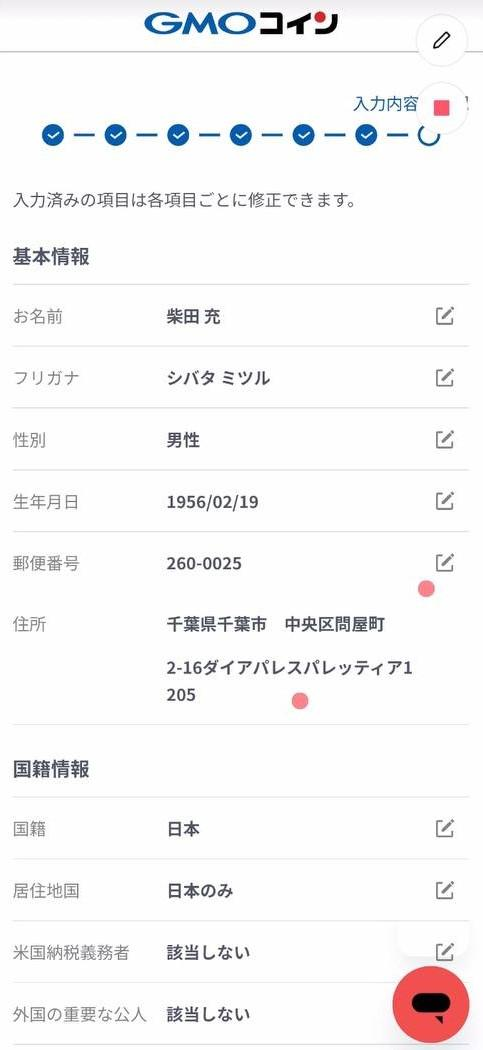 GMOコイン
入力内容
入力済みの項目は各項目ごとに修正できます。
基本情報
お名前 柴田 充
フリガナ シバタ ミツル
性別 男性
生年月日 1956/02/19
郵便番号 260-0025
住所 千葉県千葉市　中央区問屋町
2-16ダイアパレスパレッティア1
205
国籍情報
国籍 日本
居住地国 日本のみ
米国納税義務者 該当しない
外国の重要な公人 該当しない